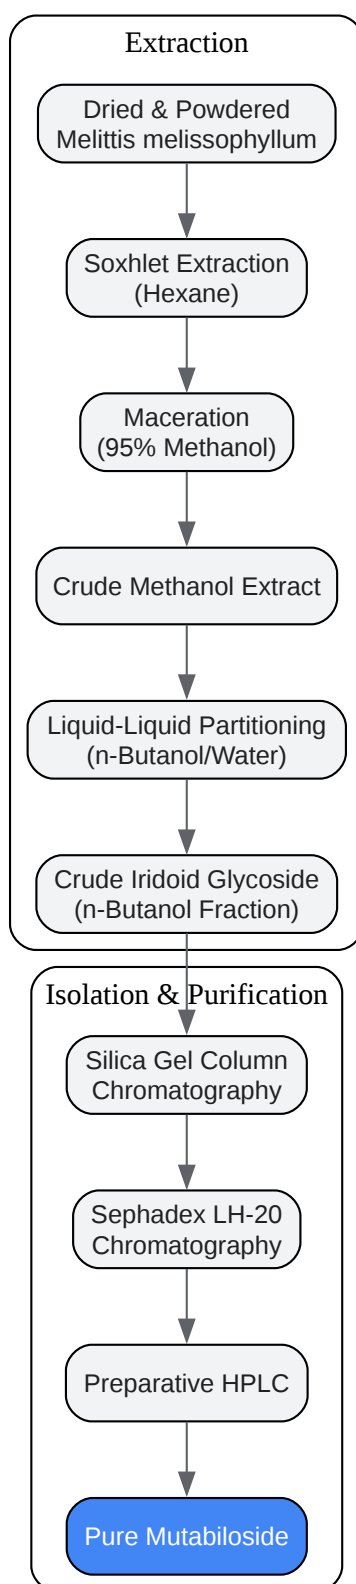 Extraction
Dried & Powdered
Melittis melissophyllum
Soxhlet Extraction
(Hexane)
Maceration
(95% Methanol)
Crude Methanol Extract
Liquid-Liquid Partitioning
(n-Butanol/Water)
Crude Iridoid Glycoside
(n-Butanol Fraction)
Isolation & Purification
Silica Gel Column
Chromatography
Sephadex LH-20
Chromatography
Preparative HPLC
Pure Mutabiloside